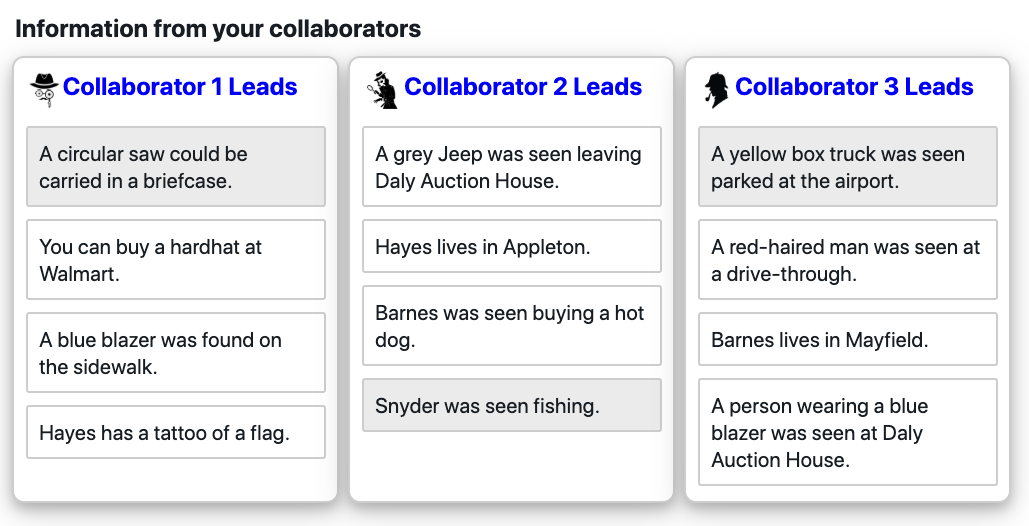 Information from your collaborators
Collaborator 1 Leads
A circular saw could be
carried in a briefcase.
You can buy a hardhat at
Walmart.
A blue blazer was found on
the sidewalk.
Hayes has a tattoo of a flag.
Collaborator 2 Leads
A grey Jeep was seen leaving
Daly Auction House.
Hayes lives in Appleton.
Barnes was seen buying a hot
dog.
Snyder was seen fishing.
Collaborator 3 Leads
A yellow box truck was seen
parked at the airport.
A red-haired man was seen at
a drive-through.
Barnes lives in Mayfield.
A person wearing a blue
blazer was seen at Daly
Auction House.